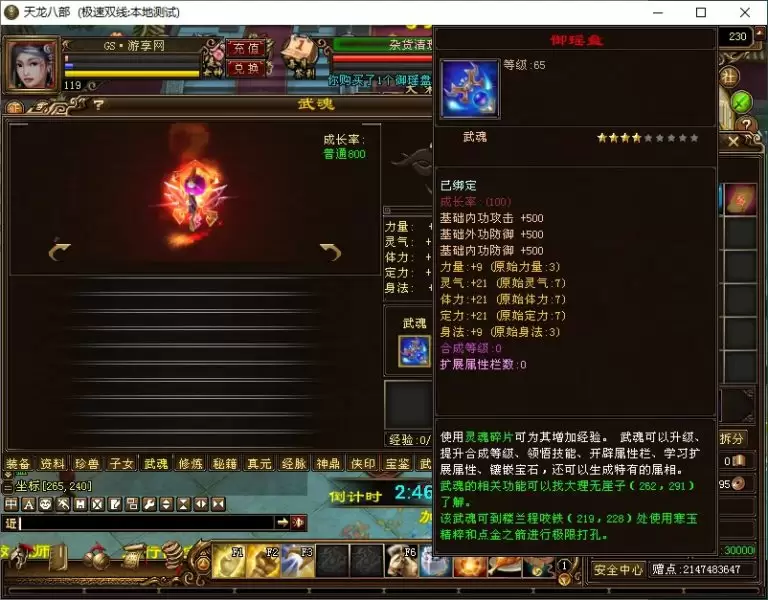 天龙八部 (极速双线:本地测试)
GS·游享网
充值
兑换
119
杂货清理
你购买了1个御瑶盘
230
社
?
武魂
成长率:
普通800
力量: +
灵气: +
体力: +
定力: +
身法: +
武魂
经验:0/
御瑶盘
等级:65
武魂
已绑定
成长率:(100)
基础内功攻击 +500
基础外功防御 +500
基础内功防御 +500
力量:+9 (原始力量:3)
灵气:+21 (原始灵气:7)
体力:+21 (原始体力:7)
定力:+21 (原始定力:7)
身法:+9 (原始身法:3)
合成等级:0
扩展属性栏数:0
使用灵魂碎片可为其增加经验。 武魂可以升级、
提升合成等级、领悟技能、开辟属性栏、学习扩
展属性、镶嵌宝石,还可以生成特有的属相。
武魂的相关功能可以找大理无崖子(262,291)
了解。
该武魂可到楼兰程咬铁(219,228)处使用寒玉
精粹和点金之箭进行极限打孔。
拆分
装备 资料 珍兽 子女 武魂 修炼 秘籍 真元 经脉 神鼎 侠印 宝鉴 武
坐标[265,240]
倒计时 2:46
近
F1 F2 F3 F6
:30000
安全中心 赠点:2147483647